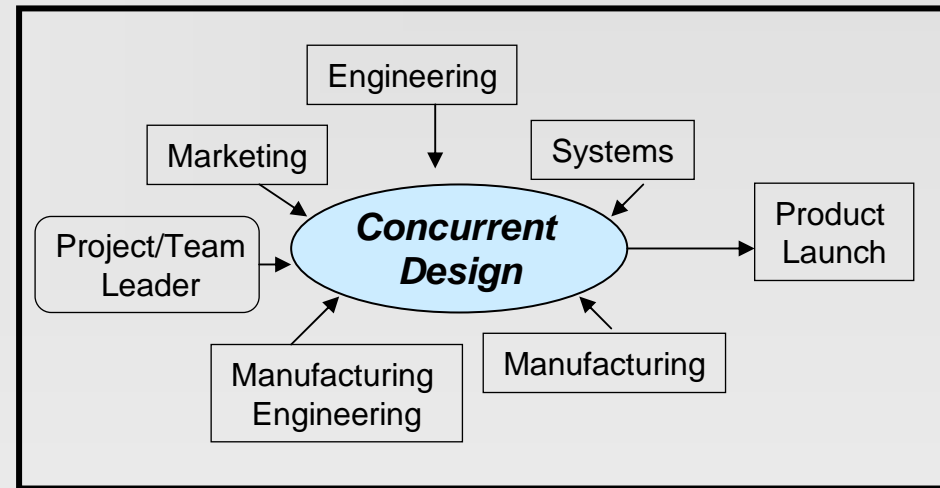 Engineering
Marketing
Systems
Concurrent
Design
Product
Launch
Project/Team
Leader
Manufacturing
Engineering
Manufacturing